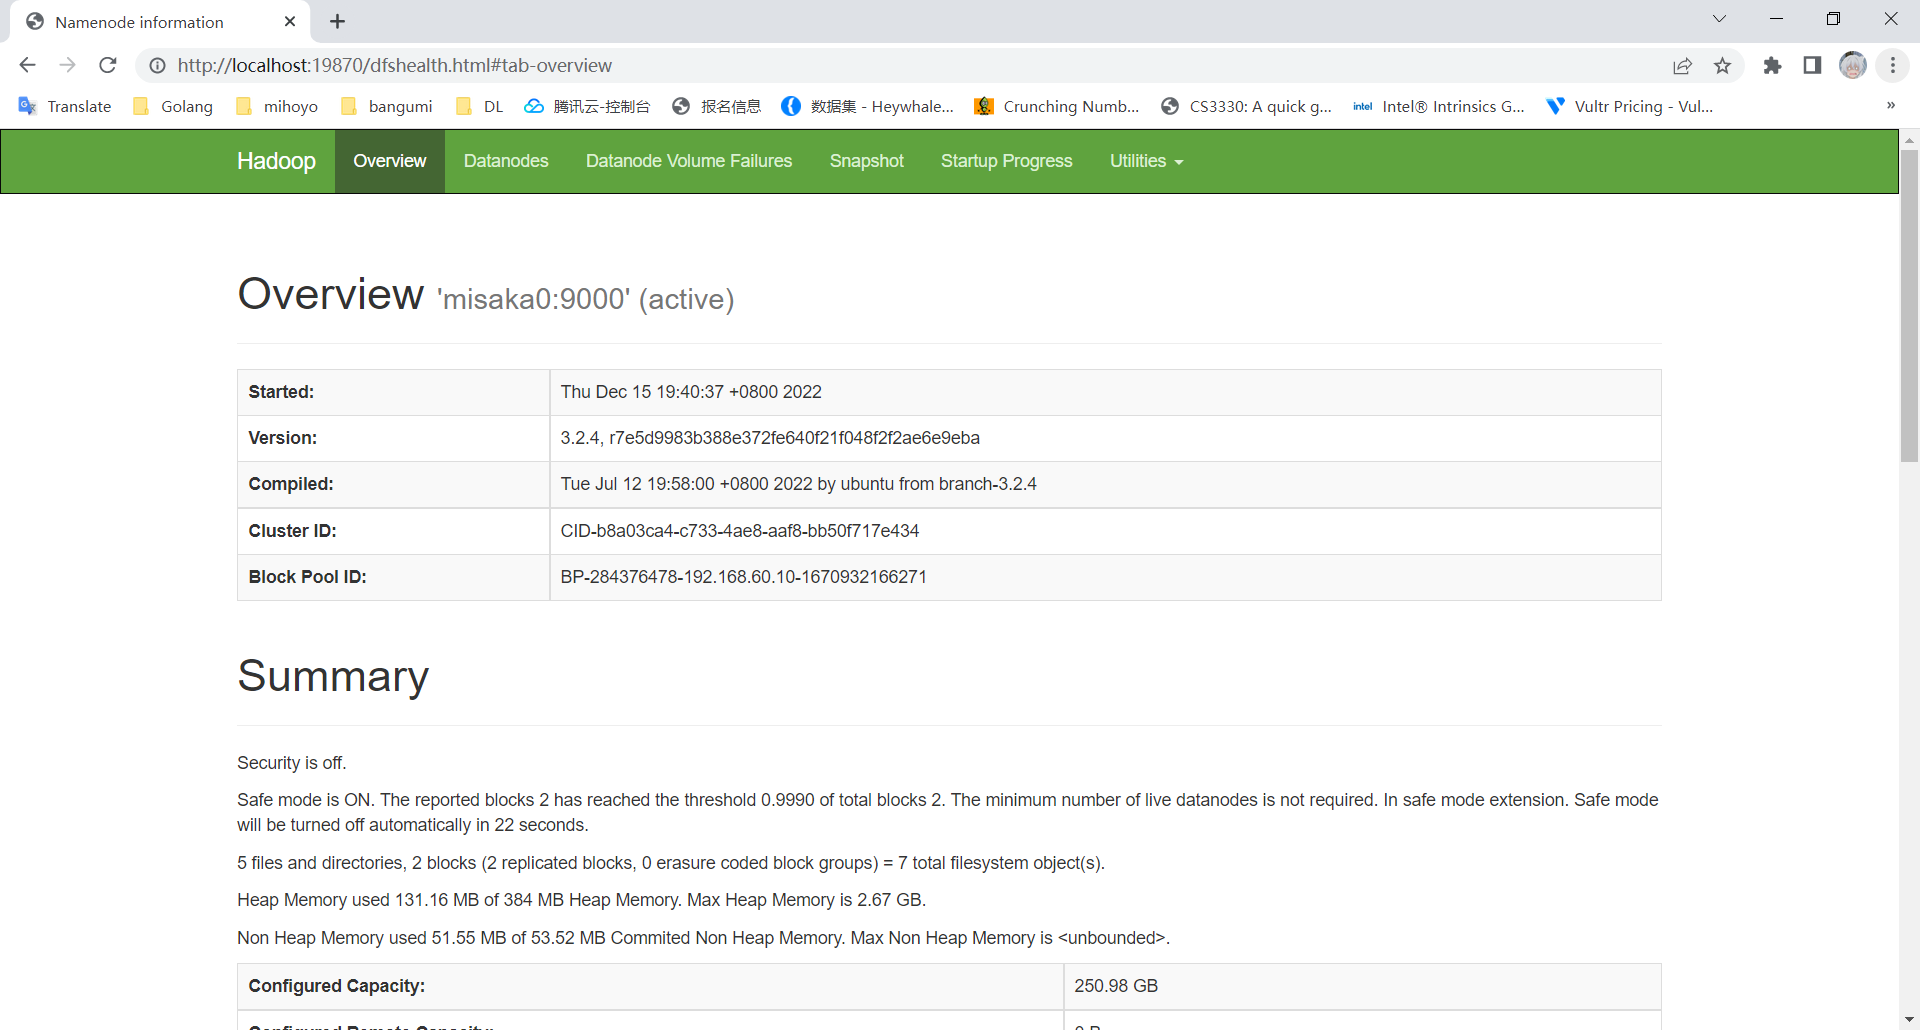 Namenode information
http://localhost:19870/dfshealth.html#tab-overview
Translate Golang mihoyo bangumi DL 腾讯云-控制台 报名信息 数据集 - Heywhale... Crunching Numb... CS3330: A quick g... intel Intel® Intrinsics G... Vultr Pricing - Vul... »
Hadoop Overview Datanodes Datanode Volume Failures Snapshot Startup Progress Utilities
Overview 'misaka0:9000' (active)
Started: Thu Dec 15 19:40:37 +0800 2022
Version: 3.2.4, r7e5d9983b388e372fe640f21f048f2f2ae6e9eba
Compiled: Tue Jul 12 19:58:00 +0800 2022 by ubuntu from branch-3.2.4
Cluster ID: CID-b8a03ca4-c733-4ae8-aaf8-bb50f717e434
Block Pool ID: BP-284376478-192.168.60.10-1670932166271
Summary
Security is off.
Safe mode is ON. The reported blocks 2 has reached the threshold 0.9990 of total blocks 2. The minimum number of live datanodes is not required. In safe mode extension. Safe mode
will be turned off automatically in 22 seconds.
5 files and directories, 2 blocks (2 replicated blocks, 0 erasure coded block groups) = 7 total filesystem object(s).
Heap Memory used 131.16 MB of 384 MB Heap Memory. Max Heap Memory is 2.67 GB.
Non Heap Memory used 51.55 MB of 53.52 MB Commited Non Heap Memory. Max Non Heap Memory is <unbounded>.
Configured Capacity: 250.98 GB
Configured Remote Capacity: 0 B